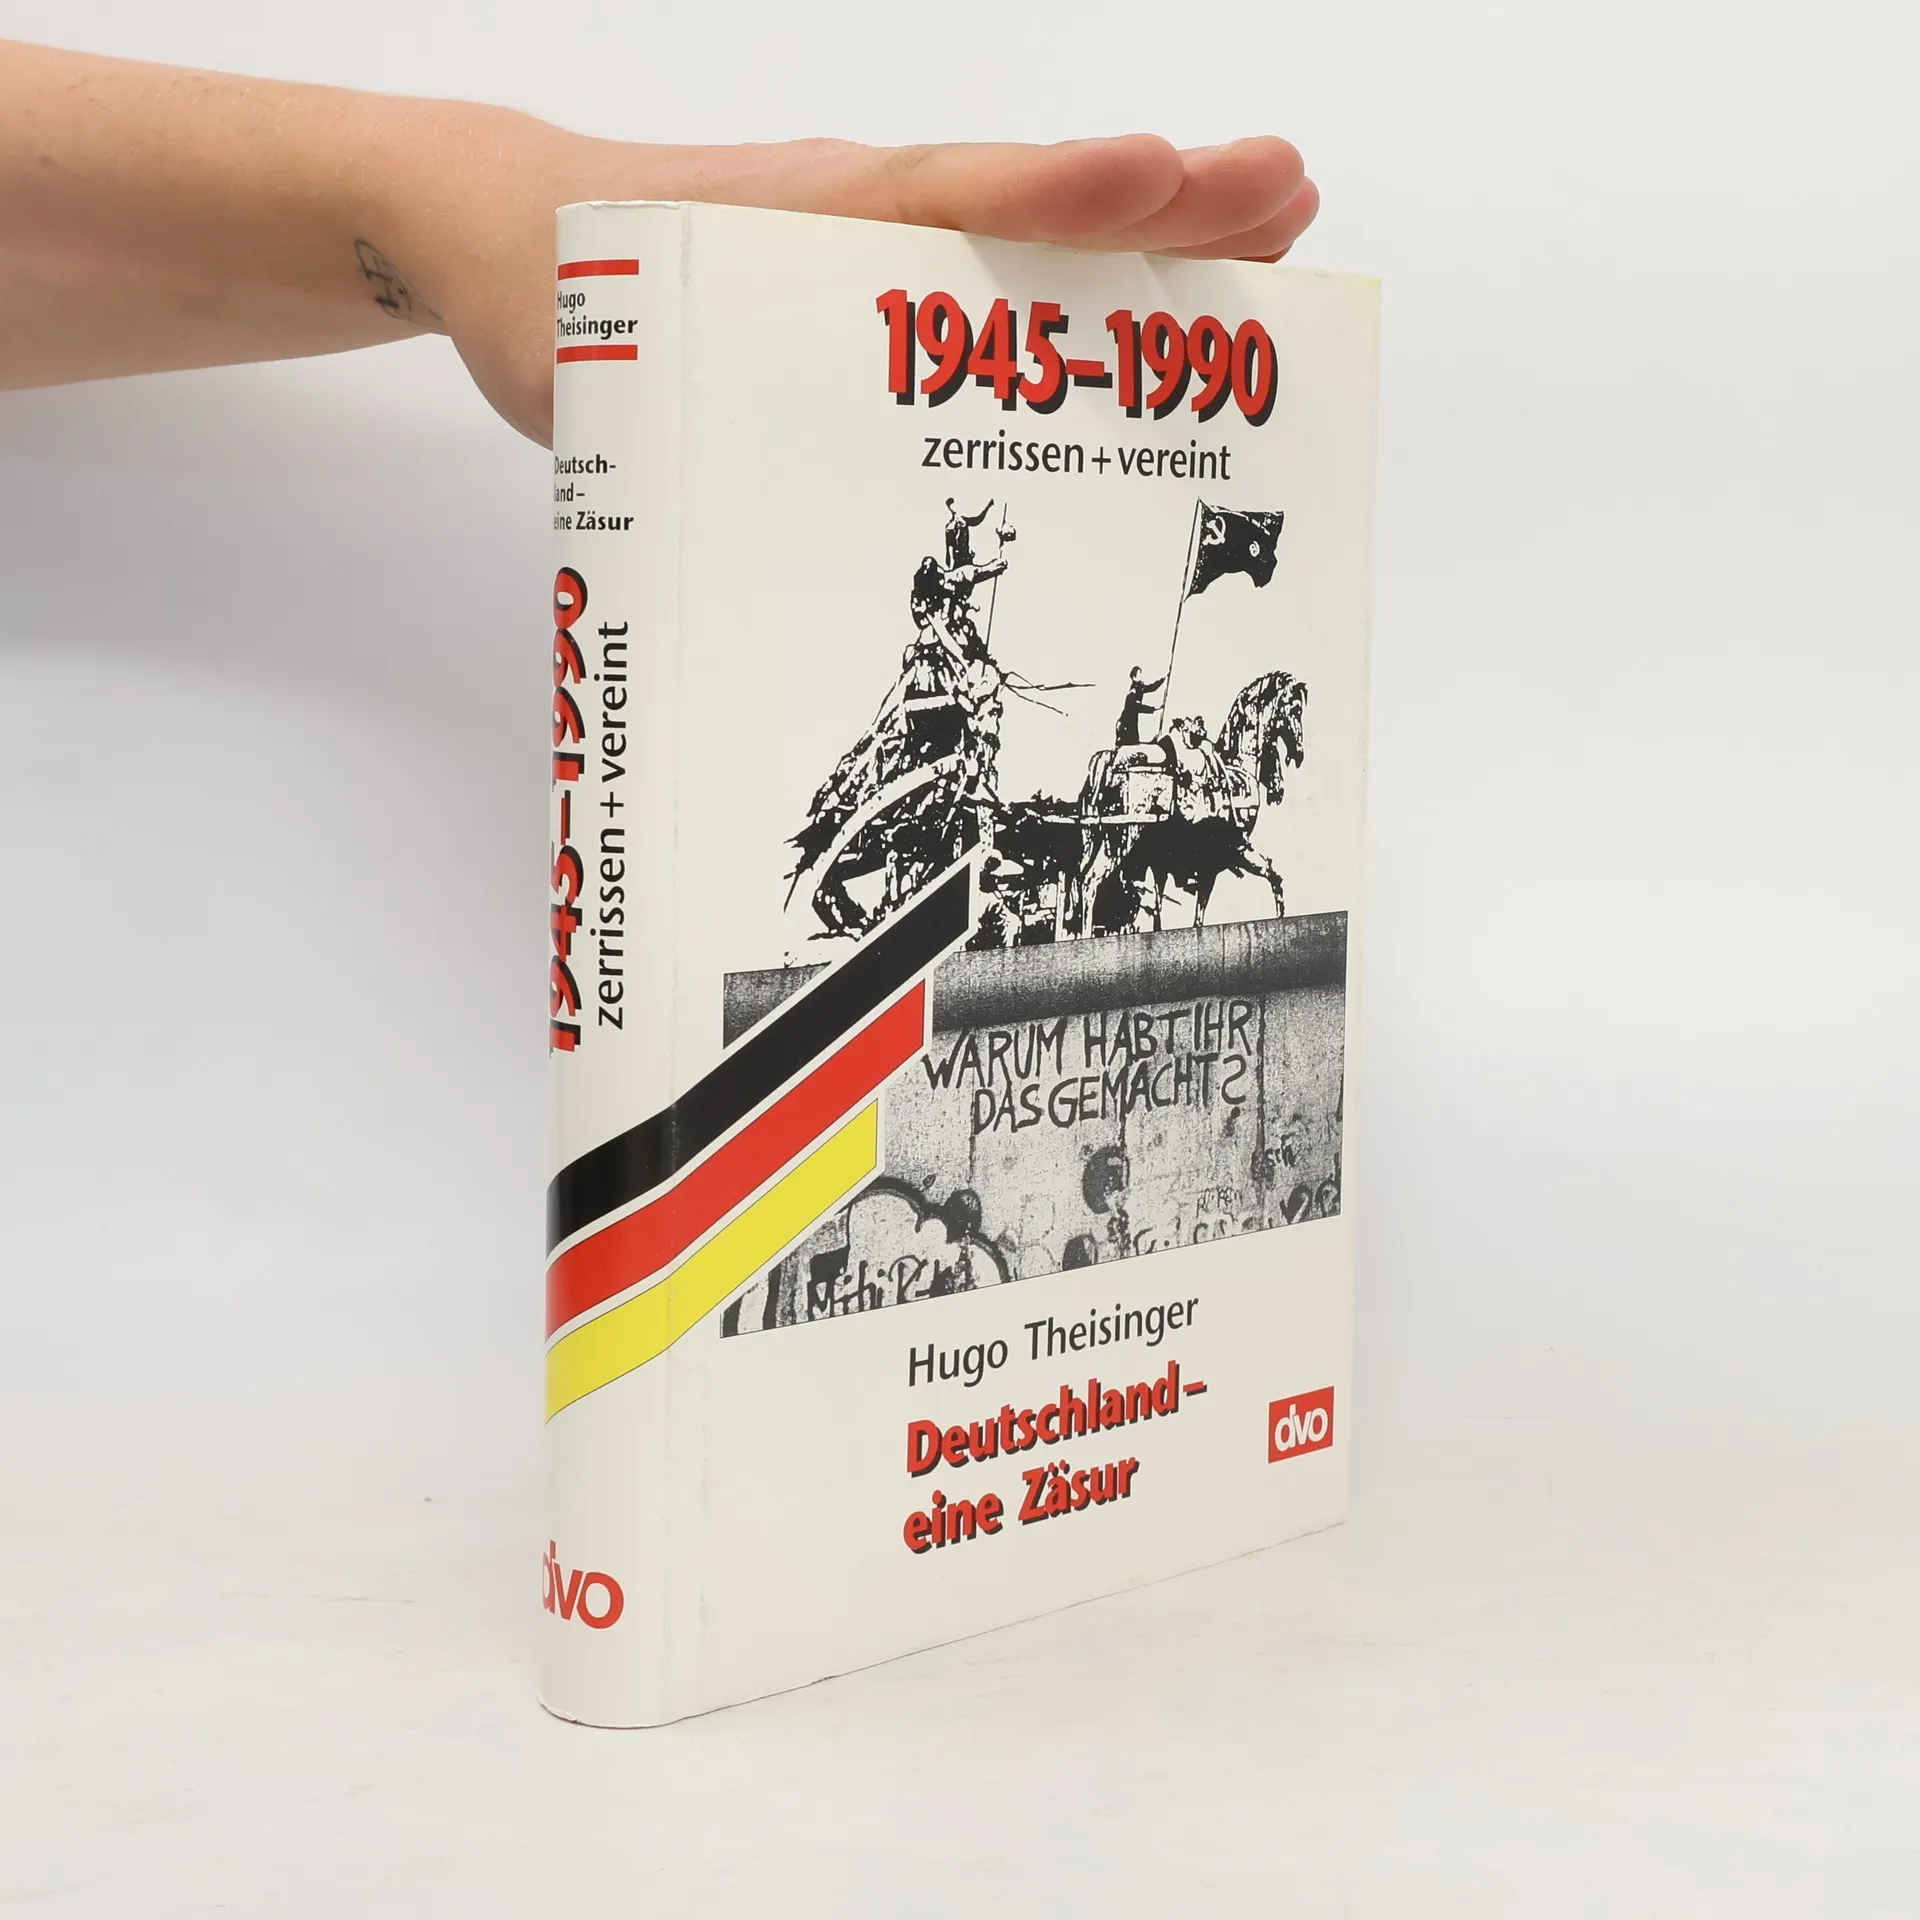 Hugo
Theisinger
Deutsch-
land-
eine Zäsur
1945-1990
zerrissen + vereint
dvo
1945-1990
zerrissen + vereint
WARUM HABT IHR
DAS GEMACHT?
Hugo Theisinger
Deutschland-
eine Zäsur
dvo